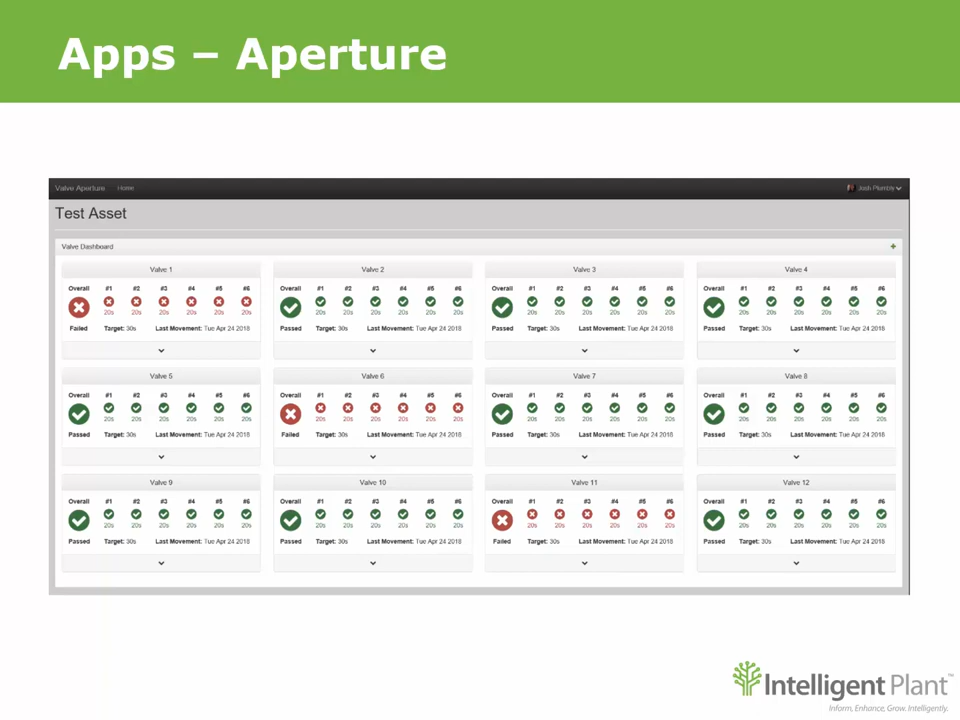 Apps – Aperture
Valve Aperture Home Josh Plumbly
Test Asset
Valve Dashboard
Valve 1 Valve 2 Valve 3 Valve 4
Overall #1 #2 #3 #4 #5 #6 Overall #1 #2 #3 #4 #5 #6 Overall #1 #2 #3 #4 #5 #6 Overall #1 #2 #3 #4 #5 #6
20s 20s 20s 20s 20s 20s 20s 20s 20s 20s 20s 20s 20s 20s 20s 20s 20s 20s 20s 20s 20s 20s 20s 20s
Failed Target: 30s Last Movement: Tue Apr 24 2018 Passed Target: 30s Last Movement: Tue Apr 24 2018 Passed Target: 30s Last Movement: Tue Apr 24 2018 Passed Target: 30s Last Movement: Tue Apr 24 2018
Valve 5 Valve 6 Valve 7 Valve 8
Overall #1 #2 #3 #4 #5 #6 Overall #1 #2 #3 #4 #5 #6 Overall #1 #2 #3 #4 #5 #6 Overall #1 #2 #3 #4 #5 #6
20s 20s 20s 20s 20s 20s 20s 20s 20s 20s 20s 20s 20s 20s 20s 20s 20s 20s 20s 20s 20s 20s 20s 20s
Passed Target: 30s Last Movement: Tue Apr 24 2018 Failed Target: 30s Last Movement: Tue Apr 24 2018 Passed Target: 30s Last Movement: Tue Apr 24 2018 Passed Target: 30s Last Movement: Tue Apr 24 2018
Valve 9 Valve 10 Valve 11 Valve 12
Overall #1 #2 #3 #4 #5 #6 Overall #1 #2 #3 #4 #5 #6 Overall #1 #2 #3 #4 #5 #6 Overall #1 #2 #3 #4 #5 #6
20s 20s 20s 20s 20s 20s 20s 20s 20s 20s 20s 20s 20s 20s 20s 20s 20s 20s 20s 20s 20s 20s 20s 20s
Passed Target: 30s Last Movement: Tue Apr 24 2018 Passed Target: 30s Last Movement: Tue Apr 24 2018 Failed Target: 30s Last Movement: Tue Apr 24 2018 Passed Target: 30s Last Movement: Tue Apr 24 2018
Intelligent Plant™
Inform, Enhance, Grow. Intelligently.